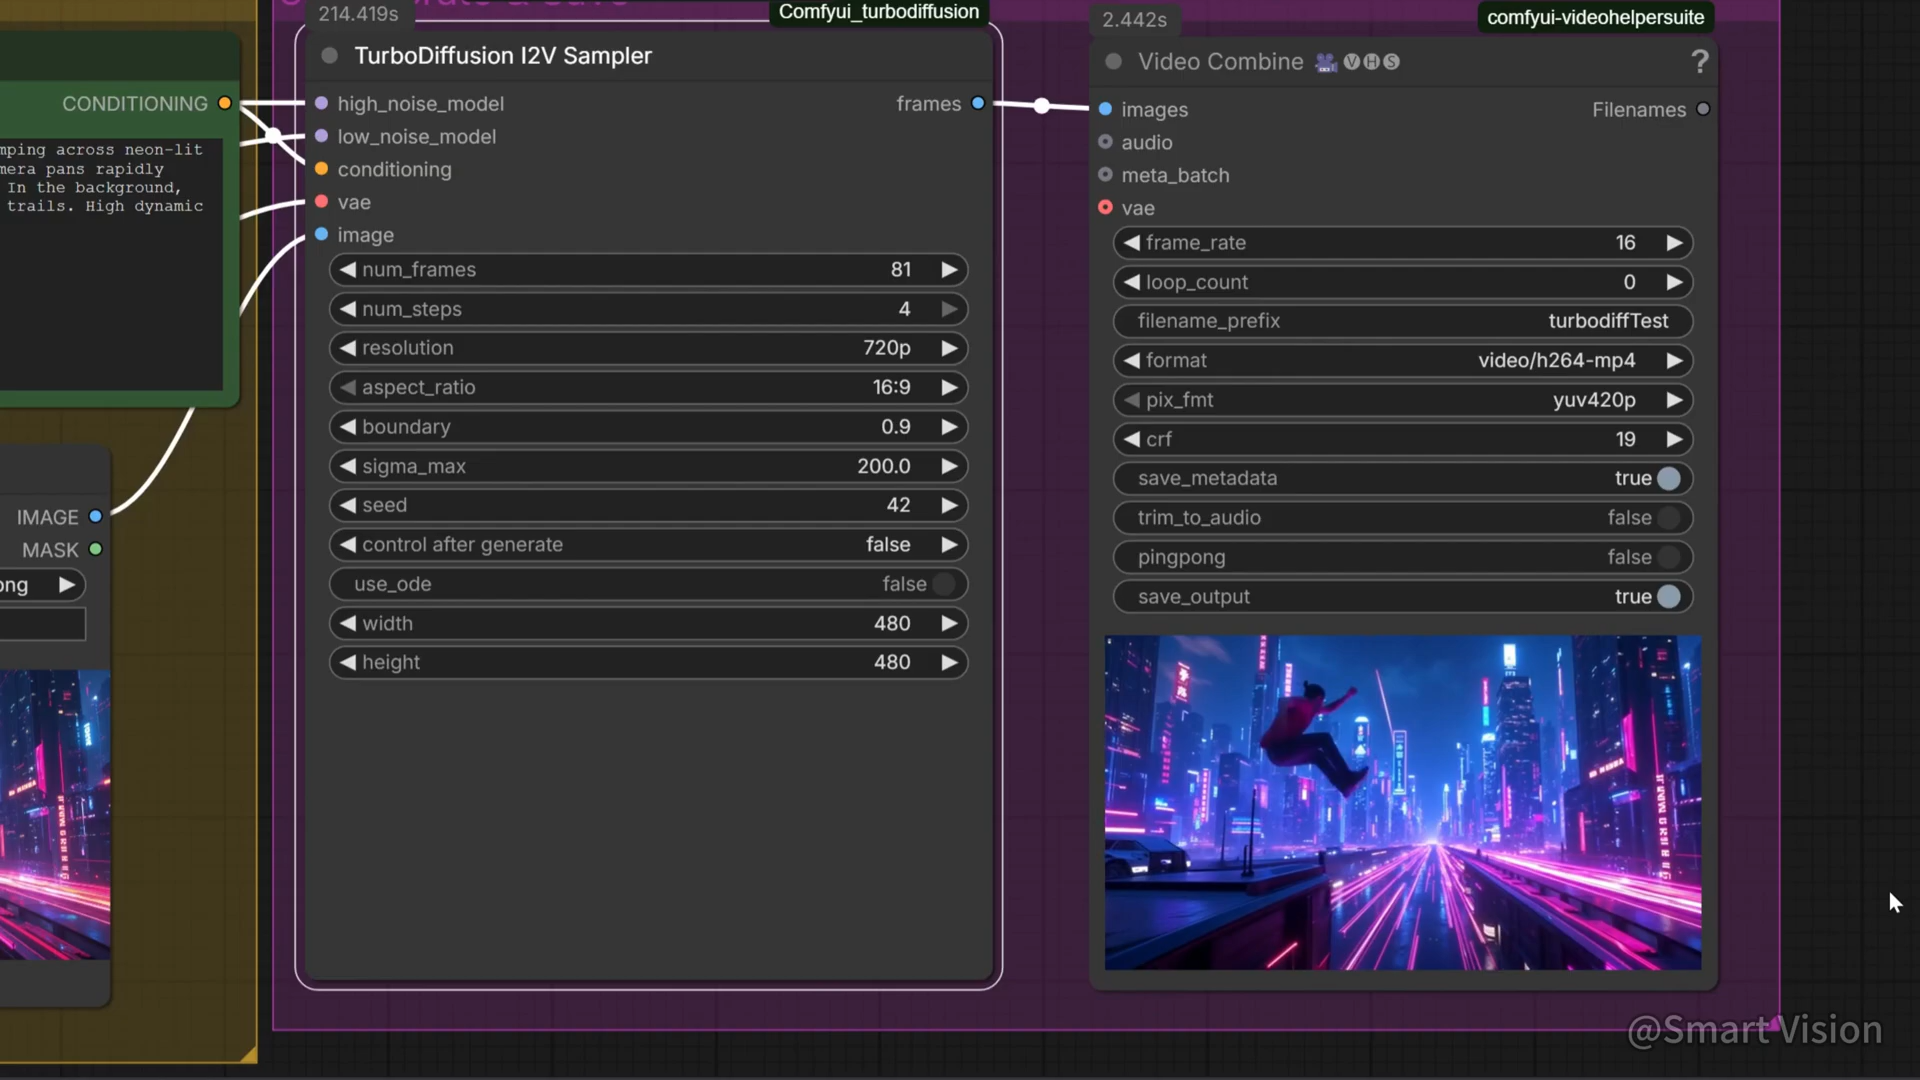 214.419s
Comfyui_turbodiffusion
2.442s
comfyui-videohelpersuite
CONDITIONING
mping across neon-lit
mera pans rapidly
In the background,
trails. High dynamic
IMAGE
MASK
ong
TurboDiffusion I2V Sampler
high_noise_model
frames
low_noise_model
conditioning
vae
image
num_frames 81
num_steps 4
resolution 720p
aspect_ratio 16:9
boundary 0.9
sigma_max 200.0
seed 42
control after generate false
use_ode false
width 480
height 480
Video Combine 🎥🅥🅗🅢 ?
images
Filenames
audio
meta_batch
vae
frame_rate 16
loop_count 0
filename_prefix turbodiffTest
format video/h264-mp4
pix_fmt yuv420p
crf 19
save_metadata true
trim_to_audio false
pingpong false
save_output true
@Smart Vision